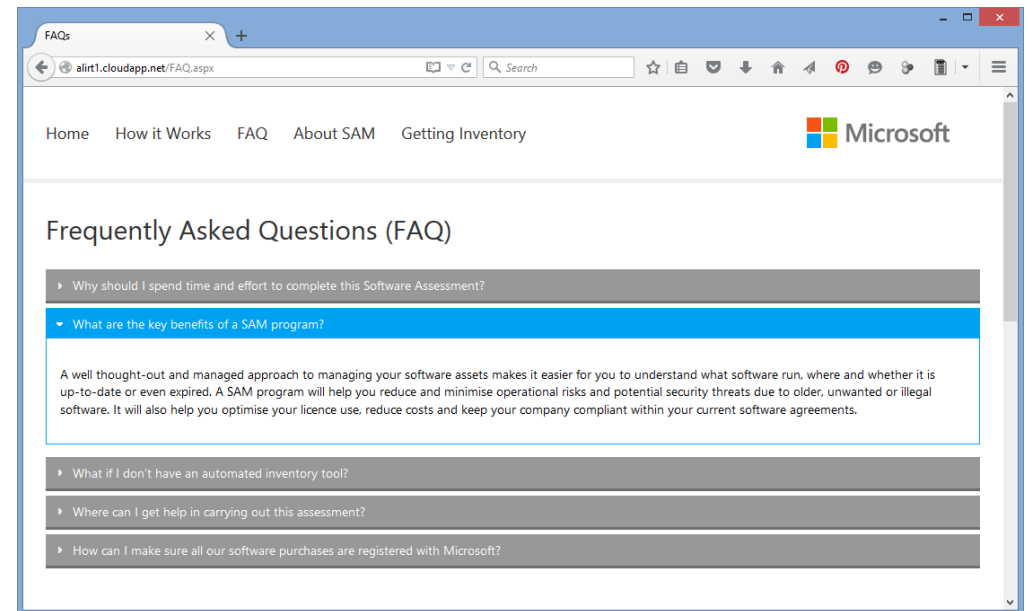 FAQs
alirt1.cloudapp.net/FAQ.aspx
Search
Home How it Works FAQ About SAM Getting Inventory
Microsoft
Frequently Asked Questions (FAQ)
Why should I spend time and effort to complete this Software Assessment?
What are the key benefits of a SAM program?
A well thought-out and managed approach to managing your software assets makes it easier for you to understand what software run, where and whether it is
up-to-date or even expired. A SAM program will help you reduce and minimise operational risks and potential security threats due to older, unwanted or illegal
software. It will also help you optimise your licence use, reduce costs and keep your company compliant within your current software agreements.
What if I don't have an automated inventory tool?
Where can I get help in carrying out this assessment?
How can I make sure all our software purchases are registered with Microsoft?